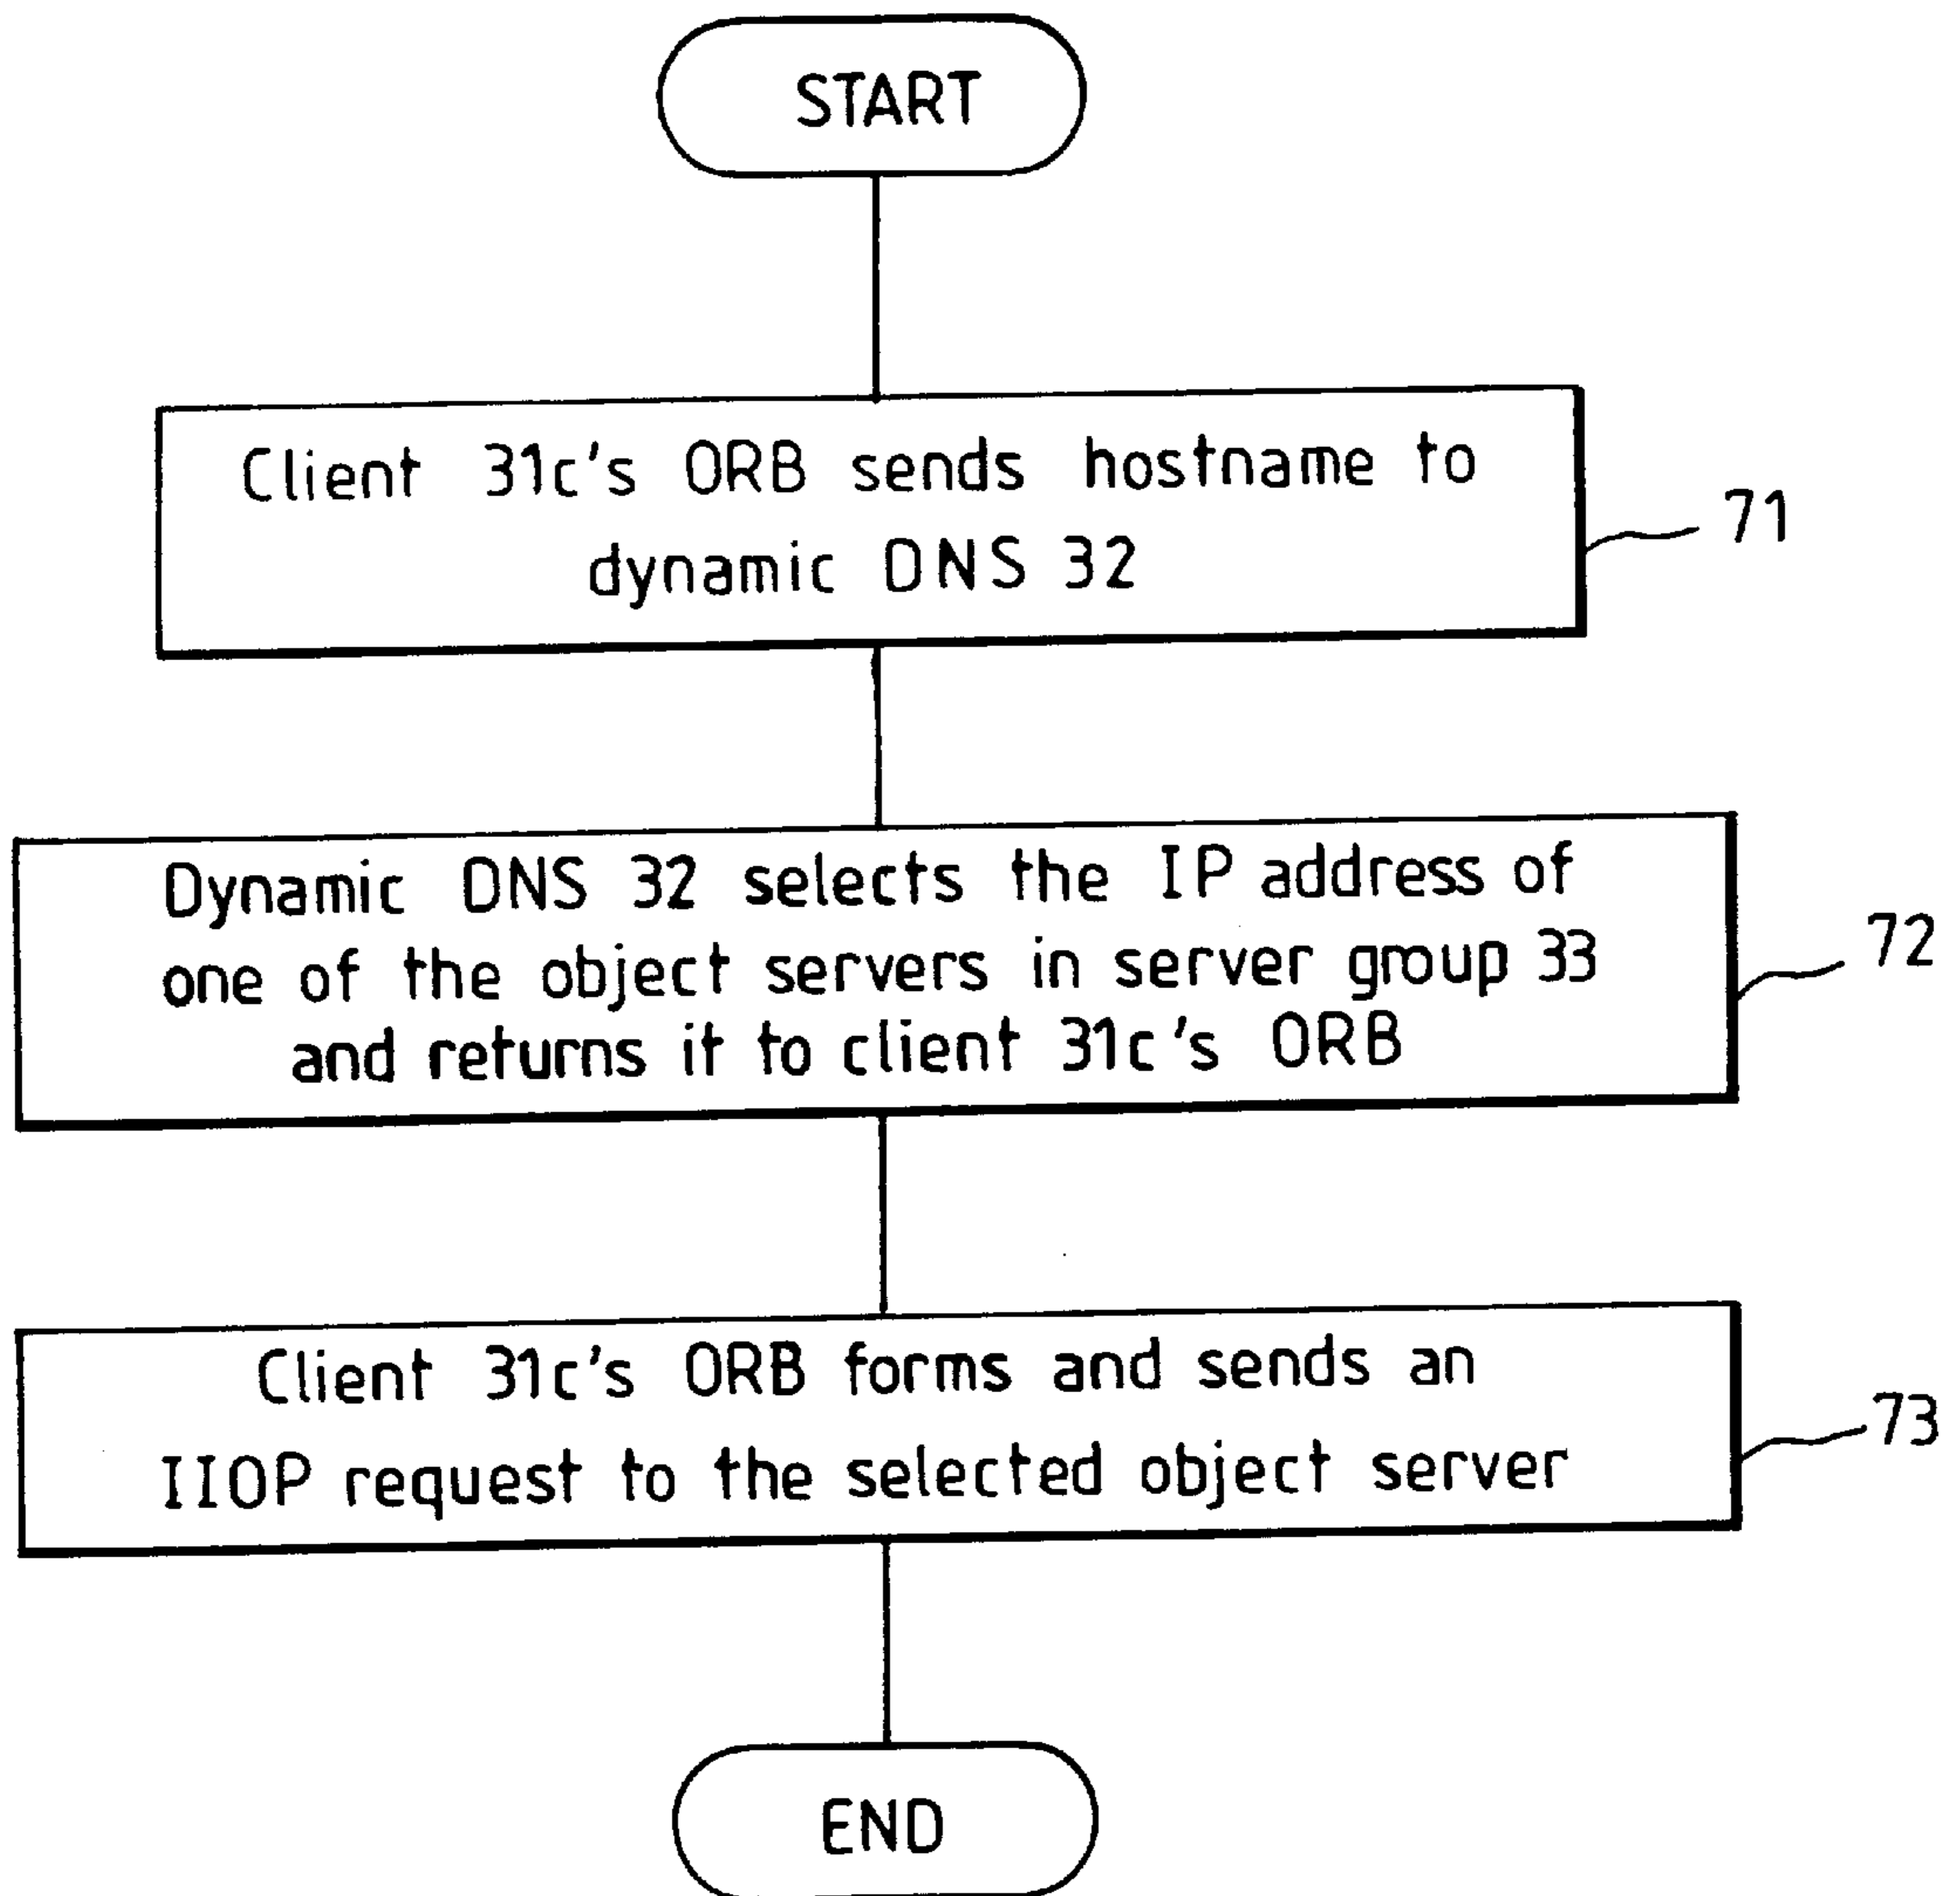 START
Client 31c's ORB sends hostname to
dynamic DNS 32
71
Dynamic DNS 32 selects the IP address of
one of the object servers in server group 33
and returns it to client 31c's ORB
72
Client 31c's ORB forms and sends an
IIOP request to the selected object server
73
END